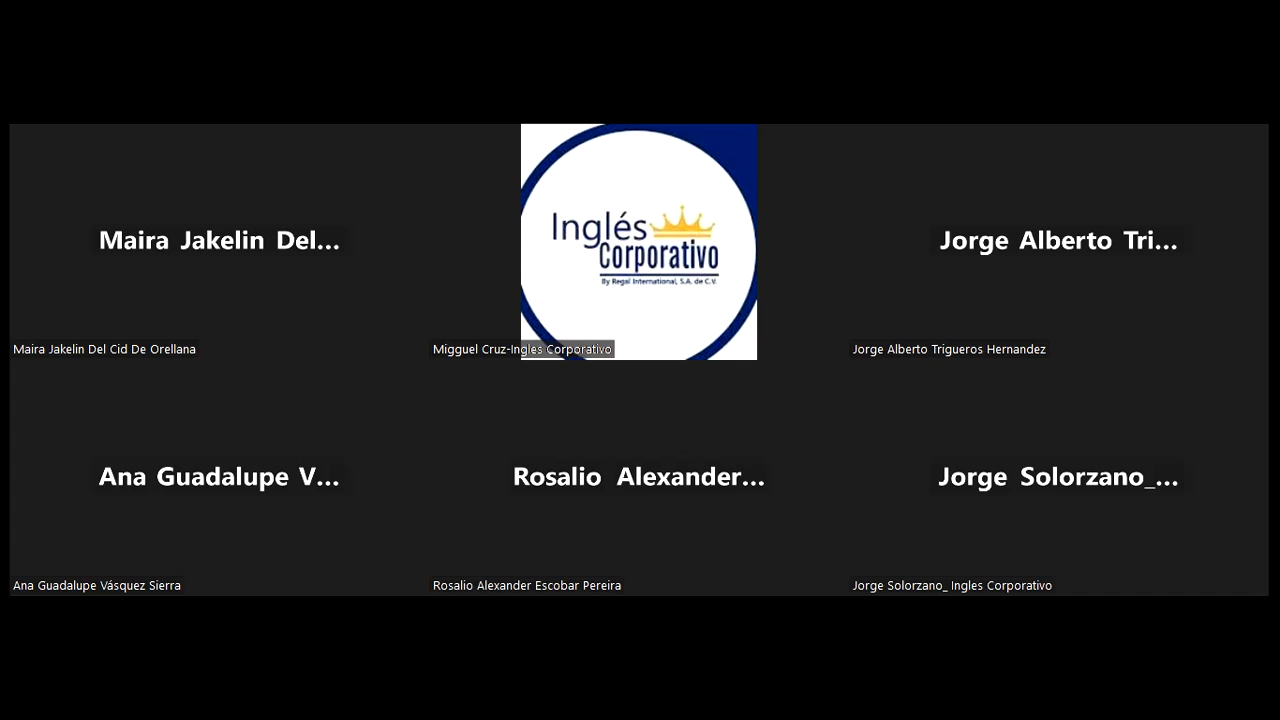 Maira Jakelin Del...
Maira Jakelin Del Cid De Orellana
Inglés
Corporativo
By Regal International, S.A. de C.V.
Migguel Cruz-Ingles Corporativo
Jorge Alberto Tri...
Jorge Alberto Trigueros Hernandez
Ana Guadalupe V...
Ana Guadalupe Vásquez Sierra
Rosalio Alexander...
Rosalio Alexander Escobar Pereira
Jorge Solorzano_...
Jorge Solorzano_ Ingles Corporativo